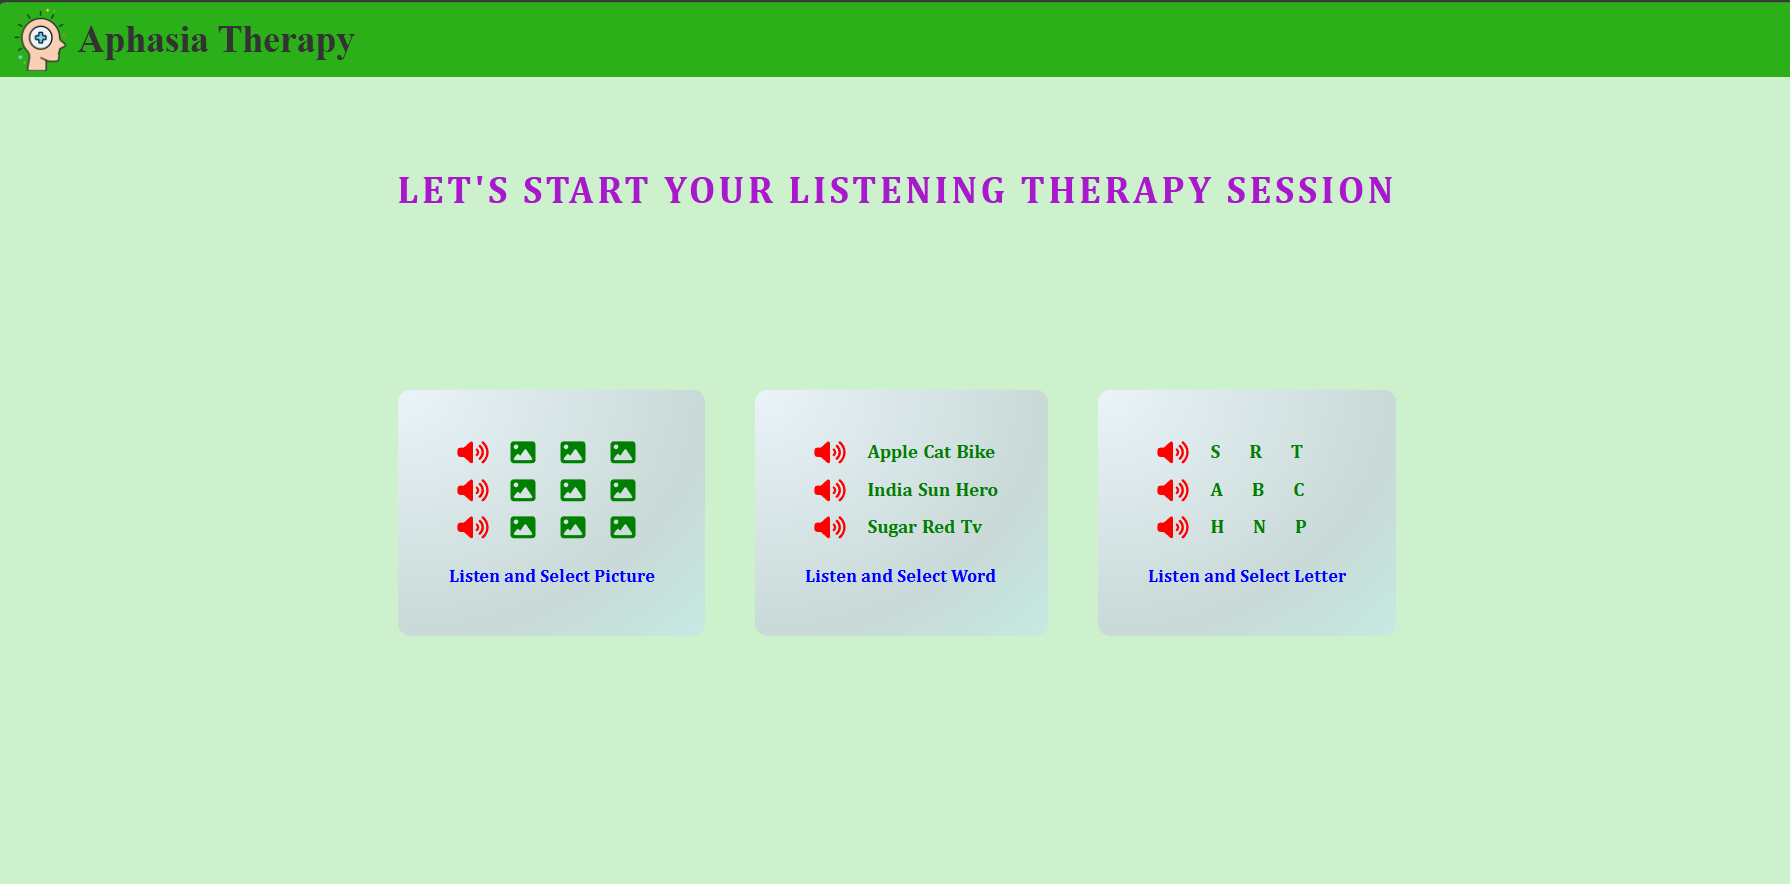 Aphasia Therapy
LET'S START YOUR LISTENING THERAPY SESSION
Apple Cat Bike
India Sun Hero
Sugar Red Tv
S R T
A B C
H N P
Listen and Select Picture
Listen and Select Word
Listen and Select Letter